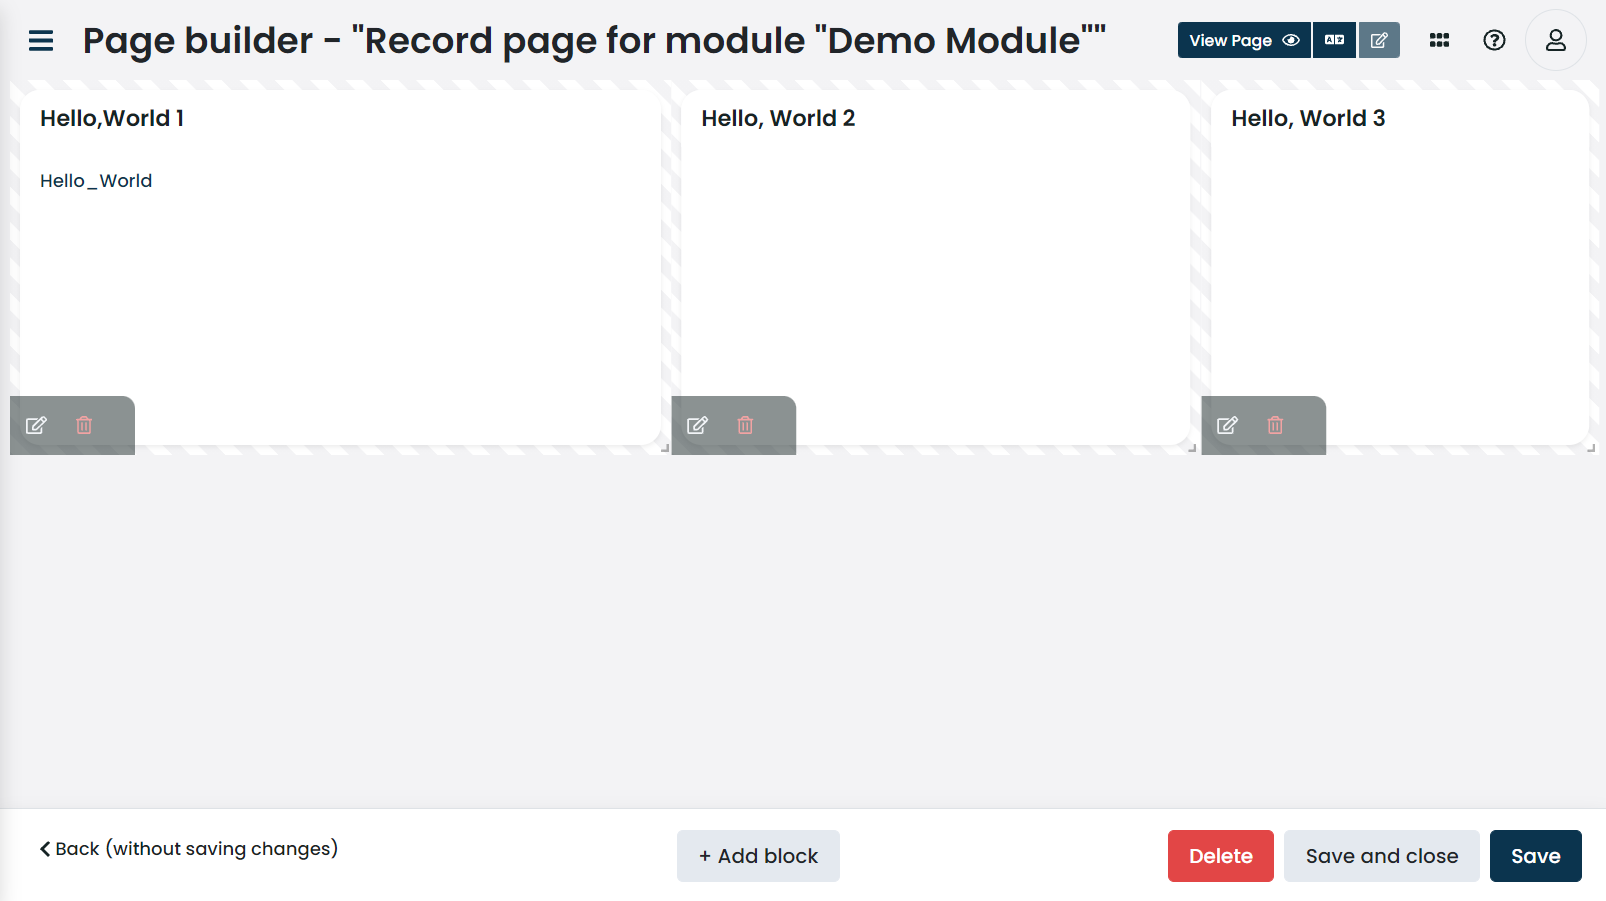 Page builder - "Record page for module "Demo Module""
View Page
Hello,World 1
Hello, World 2
Hello, World 3
Hello_World
Back (without saving changes)
+ Add block
Delete
Save and close
Save